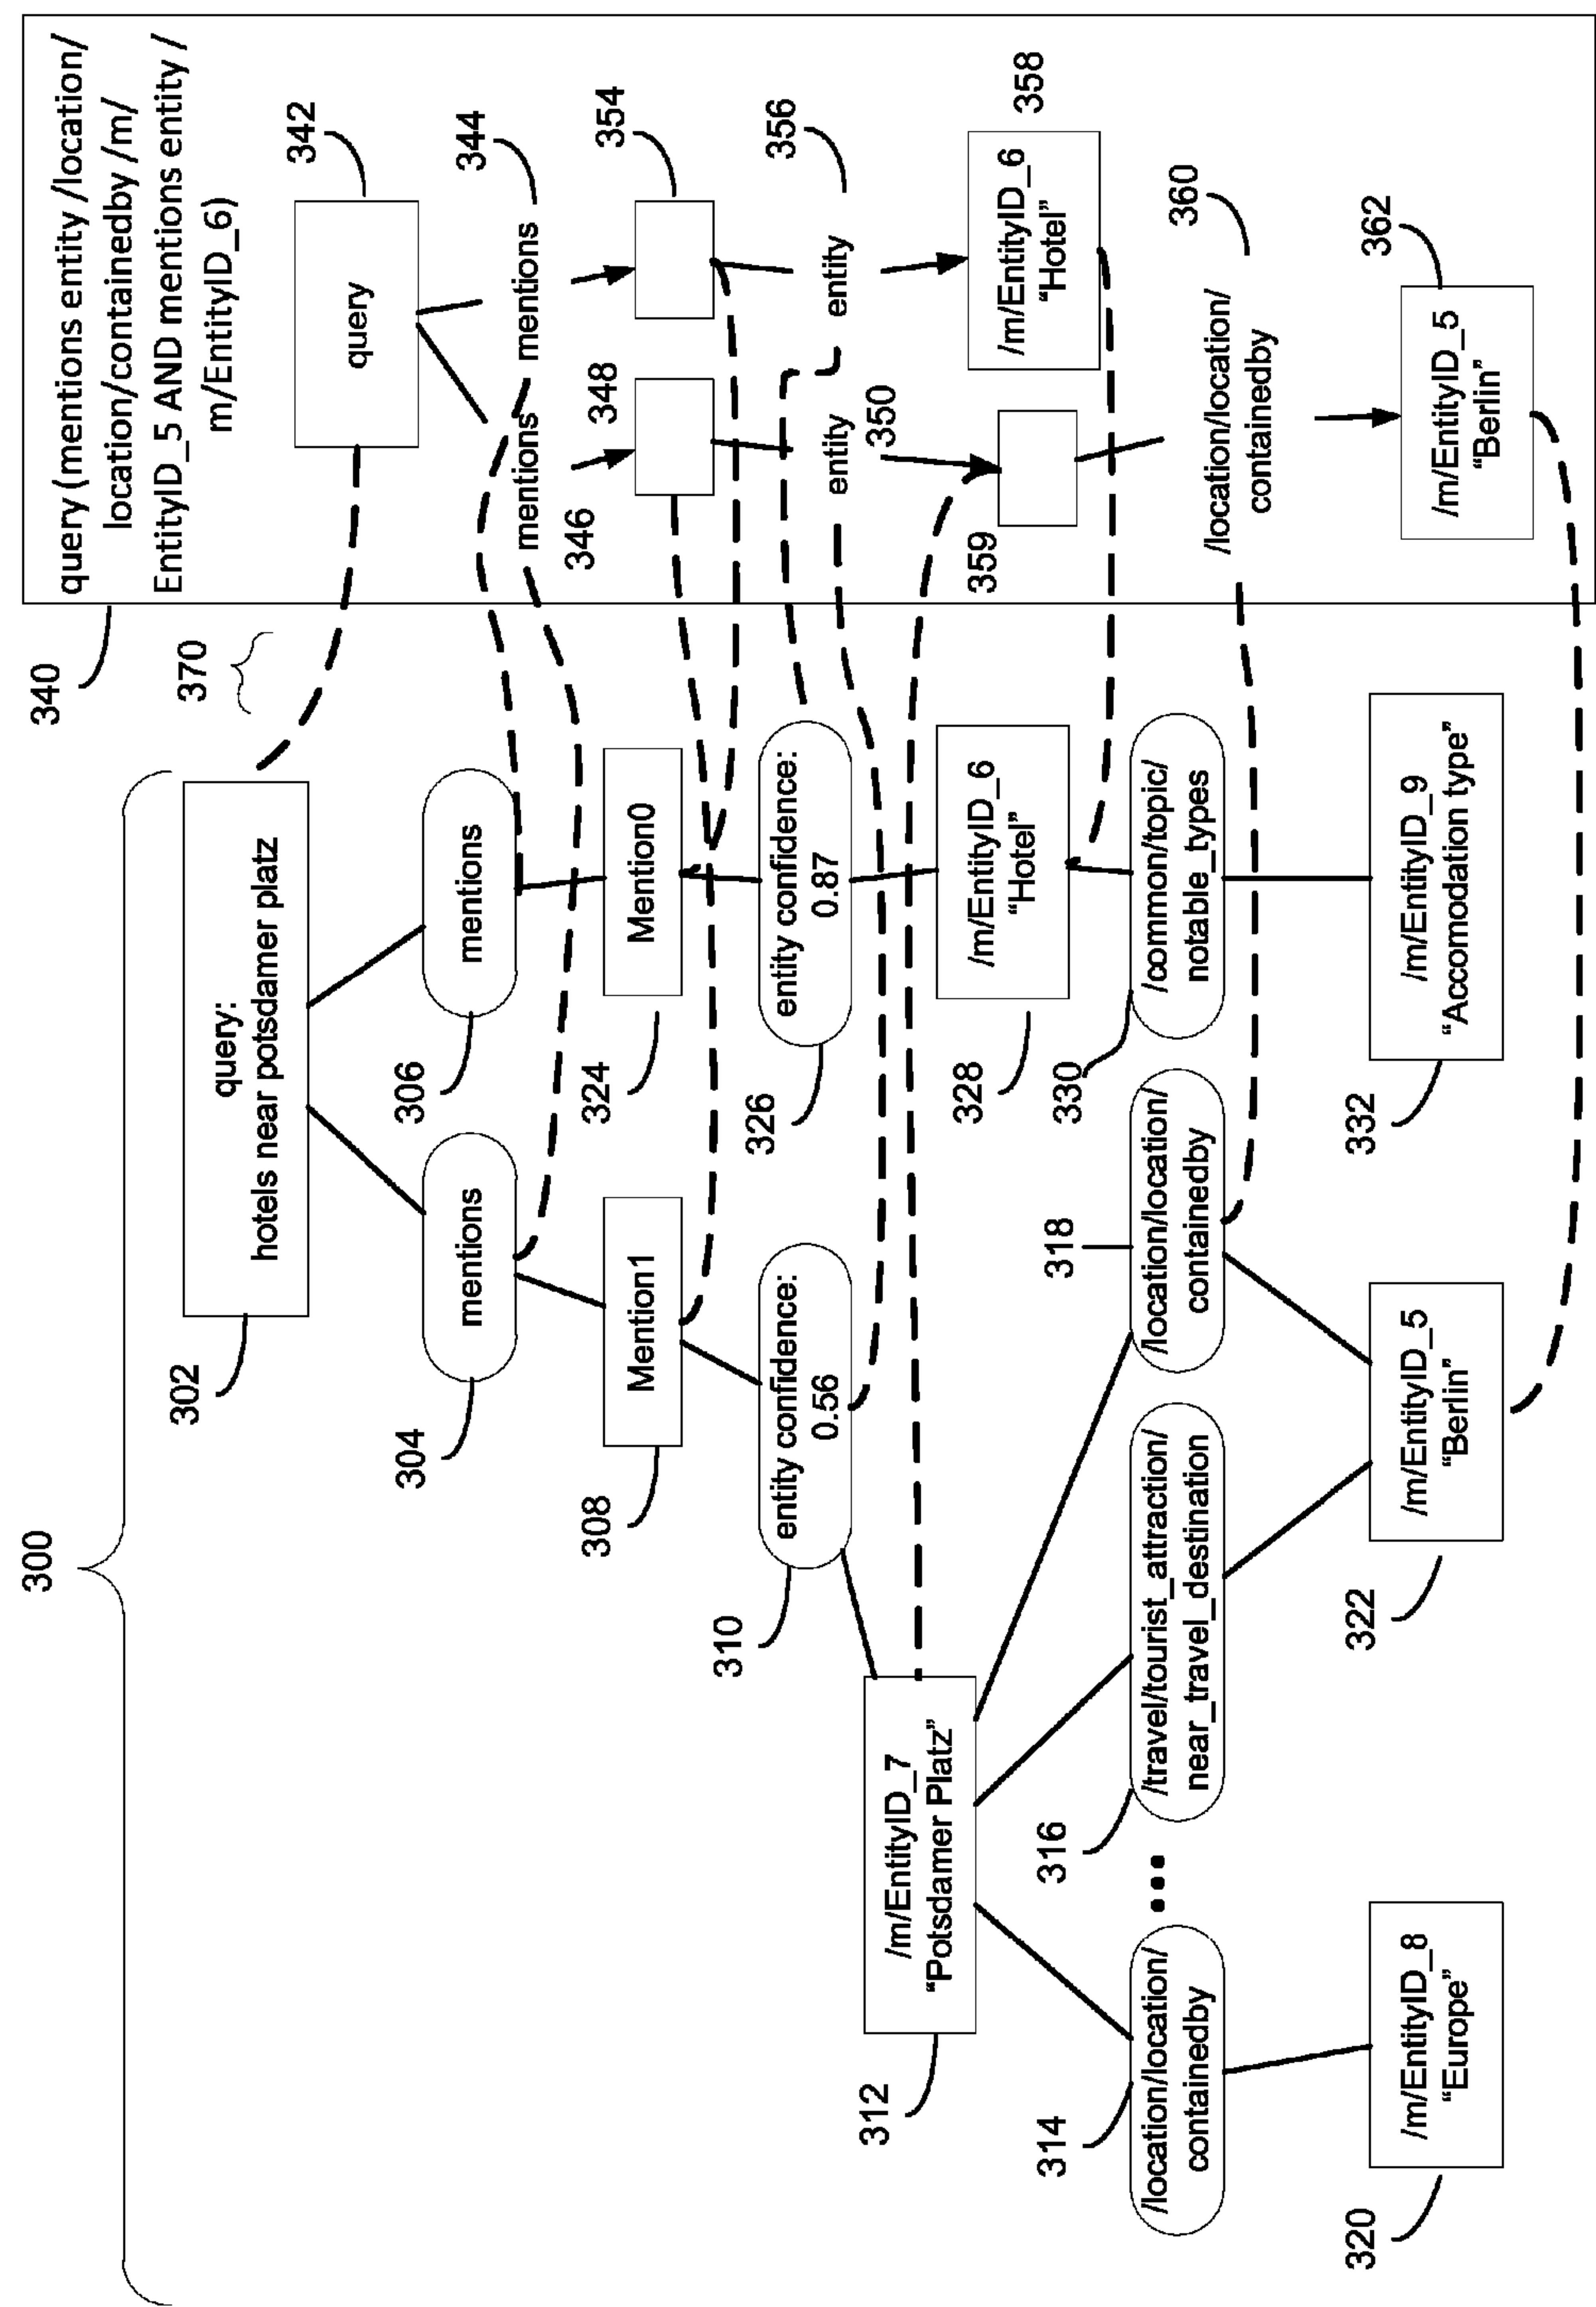 300
302
query:
hotels near potsdamer platz
304
mentions
306
mentions
308
Mention1
324
Mention0
310
entity confidence:
0.56
326
entity confidence:
0.87
312
/m/EntityID_7
“Potsdamer Platz”
328
/m/EntityID_6
“Hotel”
314
/location/location/
containedby
316
/travel/tourist_attraction/
near_travel_destination
318
/location/location/
containedby
330
/common/topic/
notable_types
320
/m/EntityID_8
“Europe”
322
/m/EntityID_5
“Berlin”
332
/m/EntityID_9
“Accomodation type”
340
370
query (mentions entity /location/
location/containedby /m/
EntityID_5 AND mentions entity /
m/EntityID_6)
342
query
344
346
mentions
mentions
348
354
356
entity
entity
350
359
358
/m/EntityID_6
“Hotel”
360
/location/location/
containedby
362
/m/EntityID_5
“Berlin”